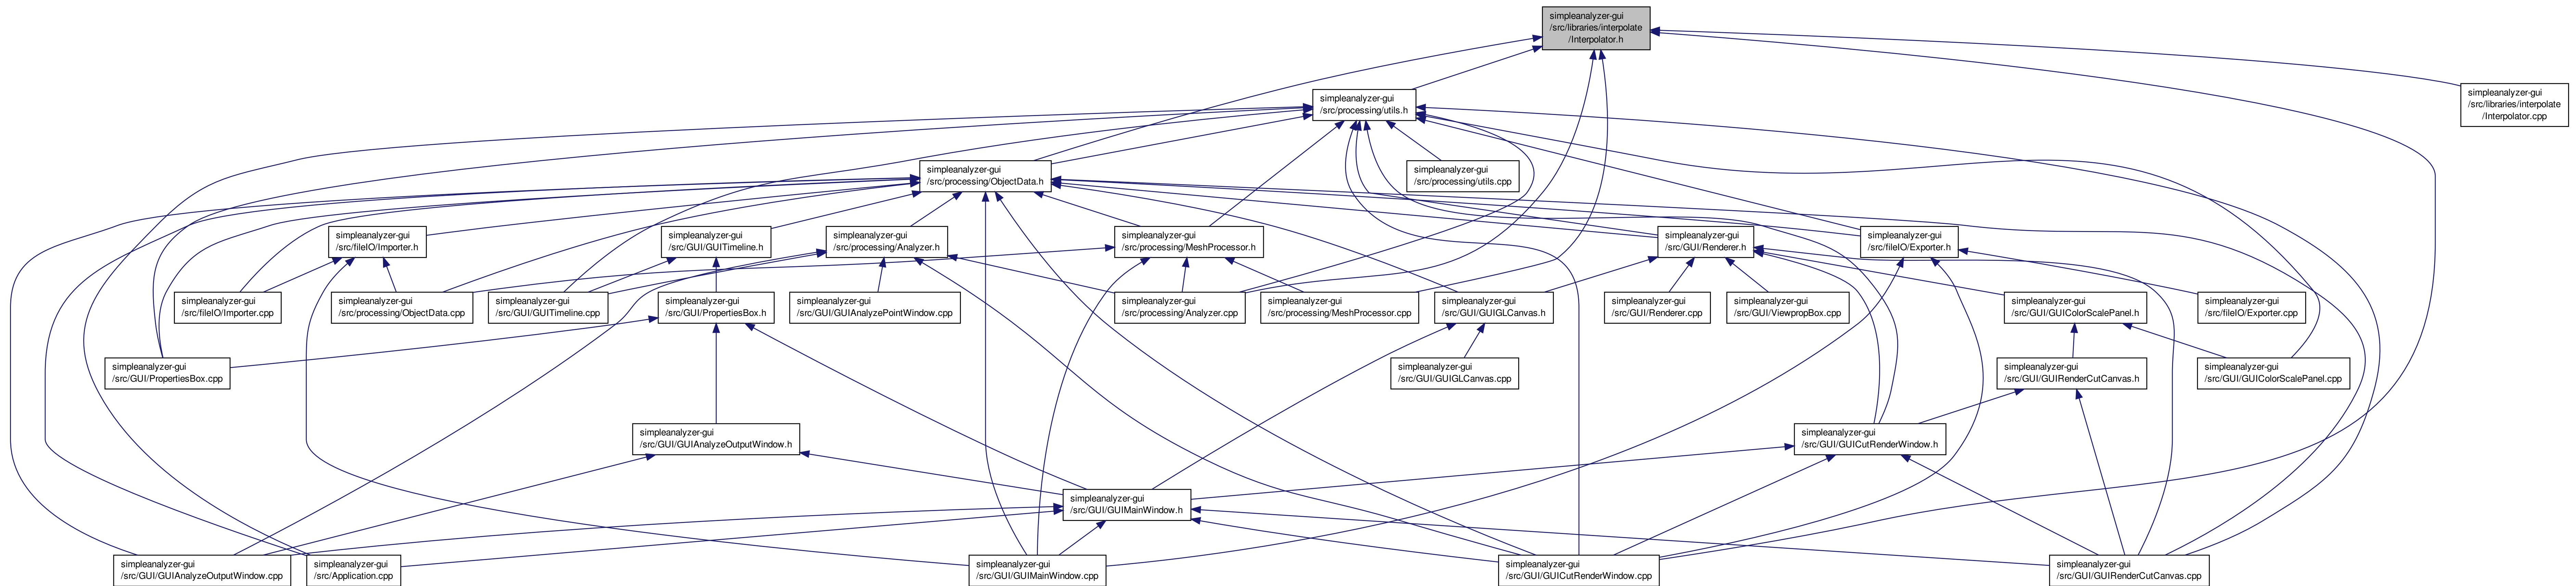 simpleanalyzer-gui
/src/libraries/interpolate
/Interpolator.h
simpleanalyzer-gui
/src/libraries/interpolate
/Interpolator.cpp
simpleanalyzer-gui
/src/processing/utils.h
simpleanalyzer-gui
/src/processing/ObjectData.h
simpleanalyzer-gui
/src/processing/utils.cpp
simpleanalyzer-gui
/src/fileIO/Importer.h
simpleanalyzer-gui
/src/GUI/GUITimeline.h
simpleanalyzer-gui
/src/processing/Analyzer.h
simpleanalyzer-gui
/src/processing/MeshProcessor.h
simpleanalyzer-gui
/src/GUI/Renderer.h
simpleanalyzer-gui
/src/fileIO/Exporter.h
simpleanalyzer-gui
/src/fileIO/Importer.cpp
simpleanalyzer-gui
/src/processing/ObjectData.cpp
simpleanalyzer-gui
/src/GUI/GUITimeline.cpp
simpleanalyzer-gui
/src/GUI/PropertiesBox.h
simpleanalyzer-gui
/src/GUI/GUIAnalyzePointWindow.cpp
simpleanalyzer-gui
/src/processing/Analyzer.cpp
simpleanalyzer-gui
/src/processing/MeshProcessor.cpp
simpleanalyzer-gui
/src/GUI/GUIGLCanvas.h
simpleanalyzer-gui
/src/GUI/Renderer.cpp
simpleanalyzer-gui
/src/GUI/ViewpropBox.cpp
simpleanalyzer-gui
/src/GUI/GUIColorScalePanel.h
simpleanalyzer-gui
/src/fileIO/Exporter.cpp
simpleanalyzer-gui
/src/GUI/PropertiesBox.cpp
simpleanalyzer-gui
/src/GUI/GUIGLCanvas.cpp
simpleanalyzer-gui
/src/GUI/GUIRenderCutCanvas.h
simpleanalyzer-gui
/src/GUI/GUIColorScalePanel.cpp
simpleanalyzer-gui
/src/GUI/GUIAnalyzeOutputWindow.h
simpleanalyzer-gui
/src/GUI/GUICutRenderWindow.h
simpleanalyzer-gui
/src/GUI/GUIMainWindow.h
simpleanalyzer-gui
/src/GUI/GUIAnalyzeOutputWindow.cpp
simpleanalyzer-gui
/src/Application.cpp
simpleanalyzer-gui
/src/GUI/GUIMainWindow.cpp
simpleanalyzer-gui
/src/GUI/GUICutRenderWindow.cpp
simpleanalyzer-gui
/src/GUI/GUIRenderCutCanvas.cpp